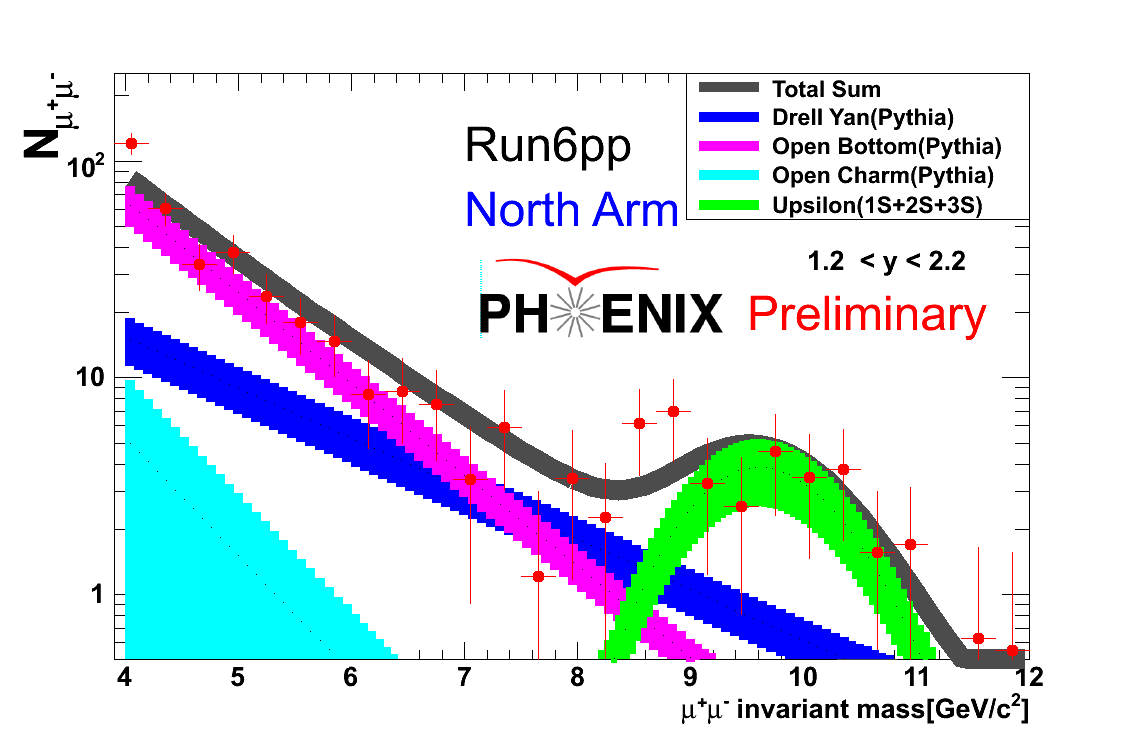 Nμ+μ-
10²
10
1
Total Sum
Drell Yan(Pythia)
Open Bottom(Pythia)
Open Charm(Pythia)
Upsilon(1S+2S+3S)
Run6pp
North Arm
1.2 < y < 2.2
PHENIX Preliminary
4 5 6 7 8 9 10 11 12
μ⁺μ⁻ invariant mass[GeV/c²]